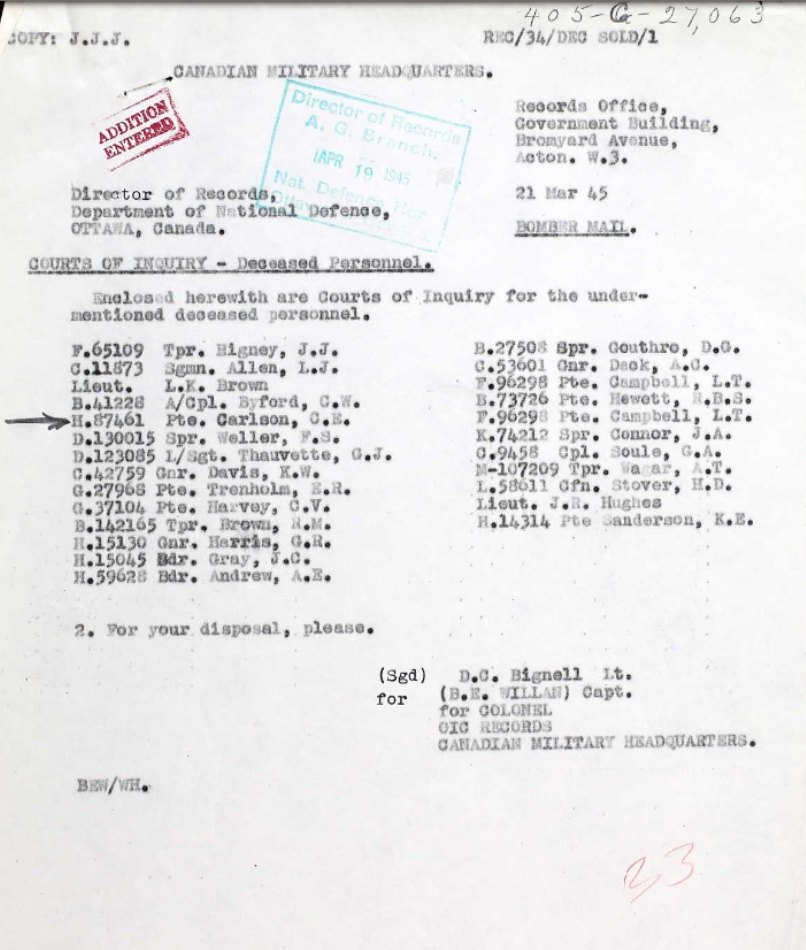 405-C-27,063
COPY: J.J.J.
REC/34/DEC SOLD/1
CANADIAN MILITARY HEADQUARTERS.
ADDITION
ENTERED
Director of Records
A. G. Branch.
APR 19 1945
Nat. Defence
Ottawa
Records Office,
Government Building,
Bromyard Avenue,
Acton. W.3.
Director of Records,
Department of National Defence,
OTTAWA, Canada.
21 Mar 45
BOMBER MAIL.
COURTS OF INQUIRY - Deceased Personnel.
Enclosed herewith are Courts of Inquiry for the under-
mentioned deceased personnel.
F.65109 Tpr. Higney, J.J.
C.11873 Sgmn. Allen, L.J.
Lieut. L.K. Brown
B.41228 A/Cpl. Byford, C.W.
H.87461 Pte. Carlson, C.E.
D.130015 Spr. Weller, F.S.
D.123085 L/Sgt. Thauvette, G.J.
C.42759 Gnr. Davis, K.W.
G.27968 Pte. Trenholm, E.R.
G.37104 Pte. Harvey, C.V.
B.142165 Tpr. Brown, R.M.
H.15130 Gnr. Harris, G.R.
H.15045 Bdr. Gray, J.C.
H.59628 Bdr. Andrew, A.E.
B.27508 Spr. Gouthro, D.G.
C.53601 Gnr. Dack, A.C.
F.96298 Pte. Campbell, L.T.
B.73726 Pte. Hewett, R.B.S.
F.96298 Pte. Campbell, L.T.
K.74212 Spr. Connor, J.A.
C.9458 Cpl. Soule, G.A.
M-107209 Tpr. Wagar, A.T.
L.58611 Cfn. Stover, H.D.
Lieut. J.R. Hughes
H.14314 Pte Sanderson, K.E.
2. For your disposal, please.
(Sgd) D.C. Bignell Lt.
for (B.E. WILLAN) Capt.
for COLONEL
OIC RECORDS
CANADIAN MILITARY HEADQUARTERS.
BEW/WH.
33